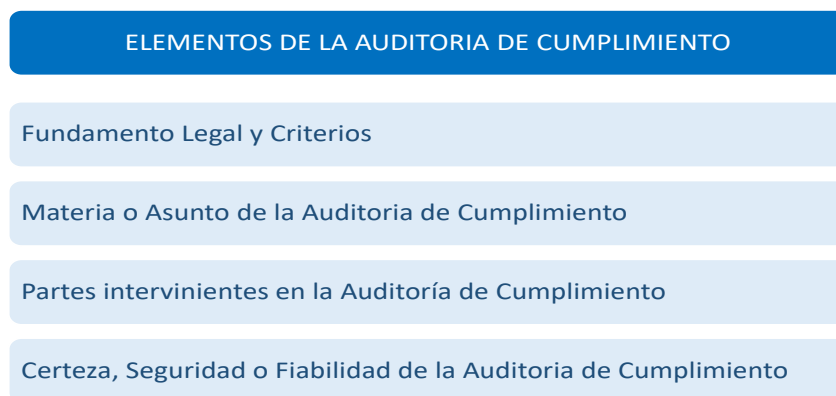 ELEMENTOS DE LA AUDITORIA DE CUMPLIMIENTO
Fundamento Legal y Criterios
Materia o Asunto de la Auditoria de Cumplimiento
Partes intervinientes en la Auditoría de Cumplimiento
Certeza, Seguridad o Fiabilidad de la Auditoria de Cumplimiento